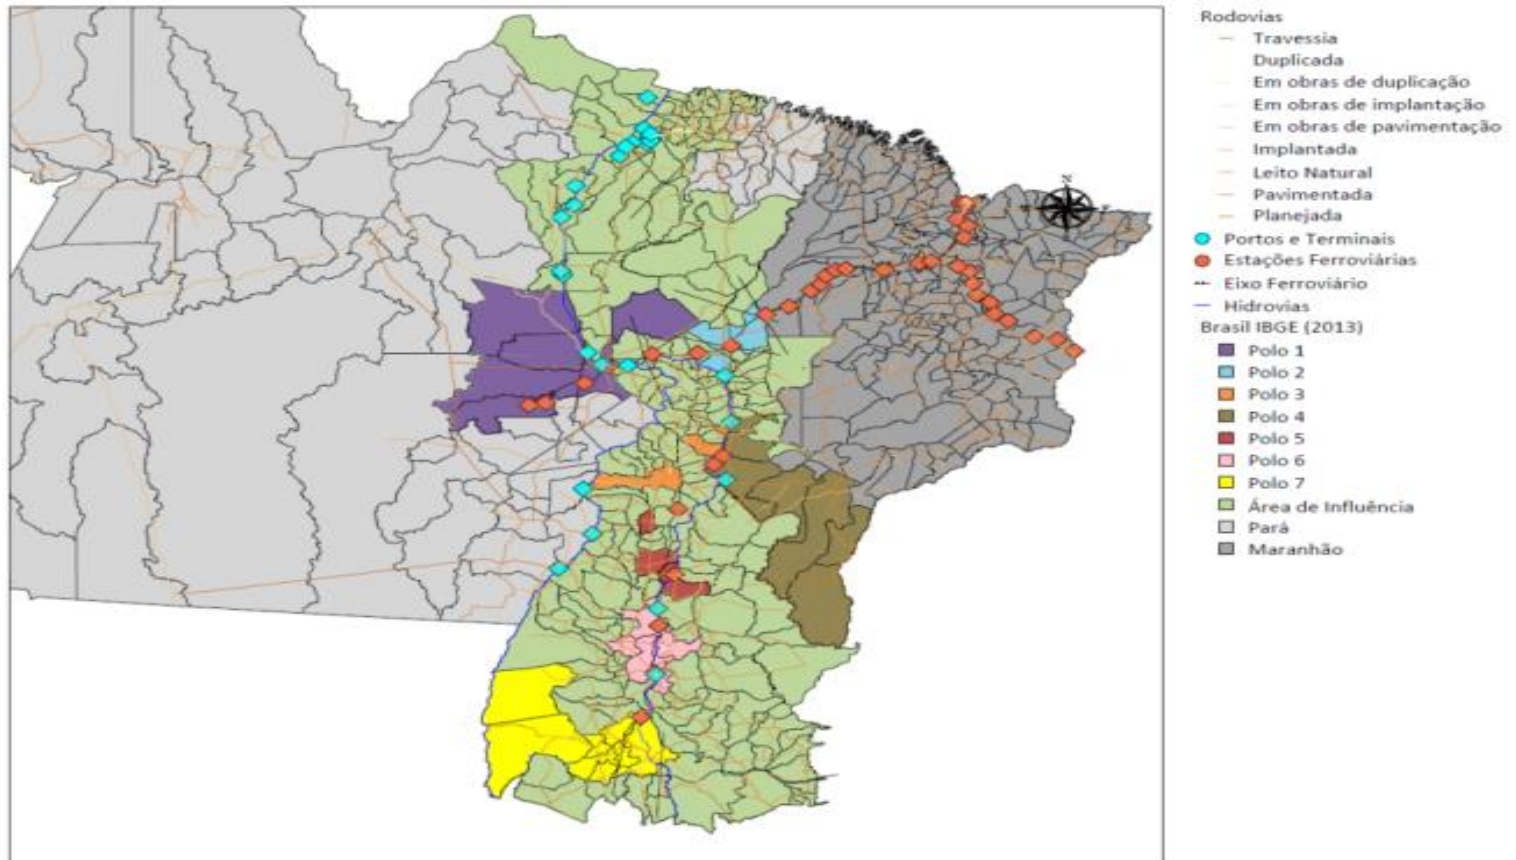 Rodovias
Travessia
Duplicada
Em obras de duplicação
Em obras de implantação
Em obras de pavimentação
Implantada
Leito Natural
Pavimentada
Planejada
Portos e Terminais
Estações Ferroviárias
Eixo Ferroviário
Hidrovias
Brasil IBGE (2013)
Polo 1
Polo 2
Polo 3
Polo 4
Polo 5
Polo 6
Polo 7
Área de Influência
Pará
Maranhão
N